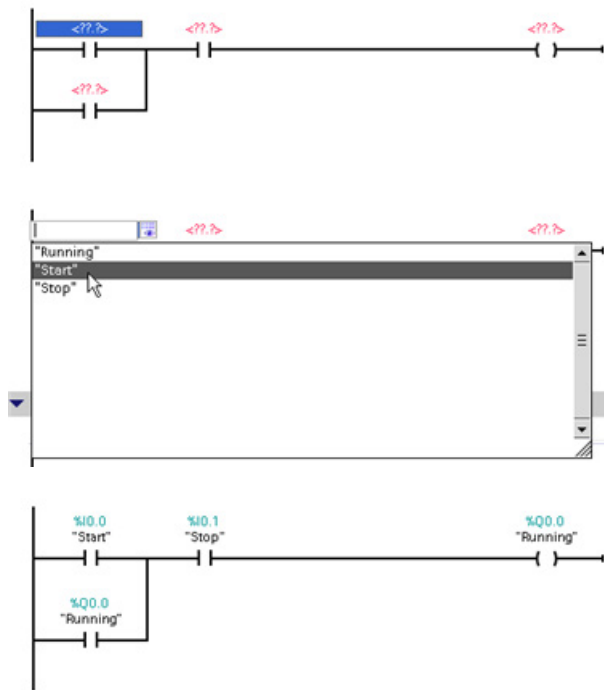 <??.?> <??.?> <??.?>
<??.?>
<??.?> <??.?>
"Running"
"Start"
"Stop"
%I0.0 %I0.1 %Q0.0
"Start" "Stop" "Running"
%Q0.0
"Running"